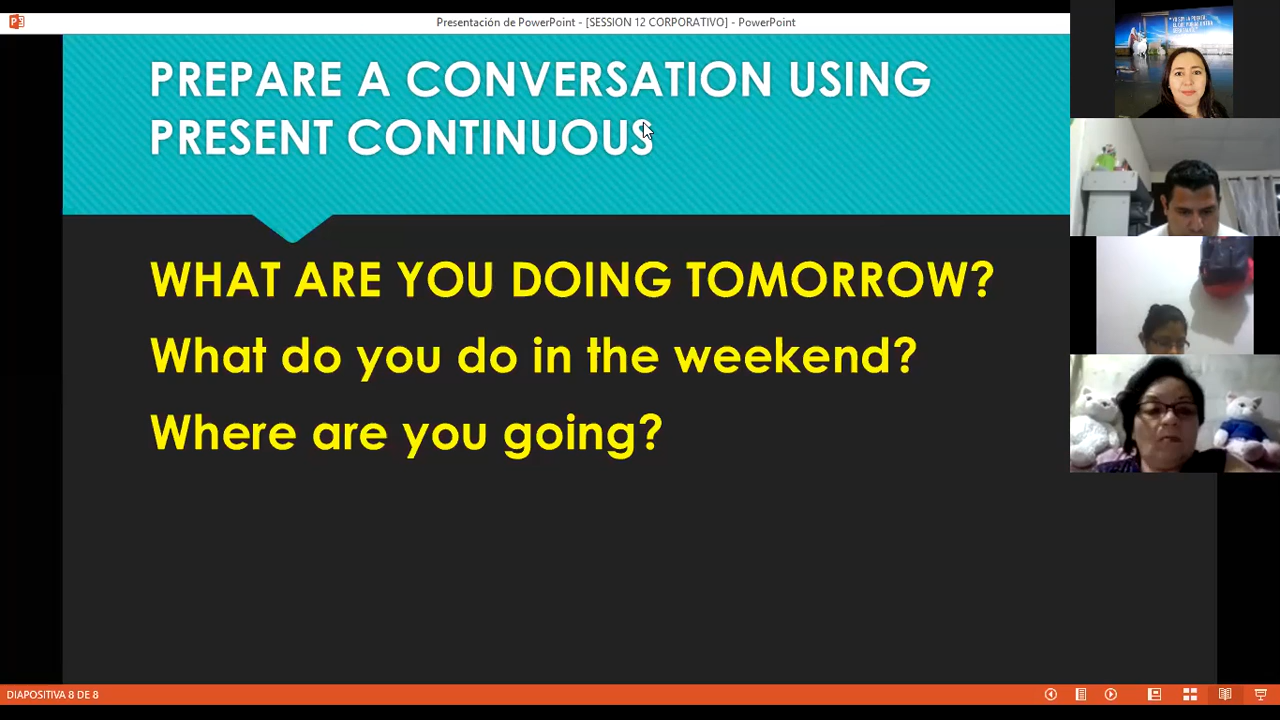 Presentación de PowerPoint - [SESSION 12 CORPORATIVO] - PowerPoint
PREPARE A CONVERSATION USING
PRESENT CONTINUOUS
WHAT ARE YOU DOING TOMORROW?
What do you do in the weekend?
Where are you going?
DIAPOSITIVA 8 DE 8